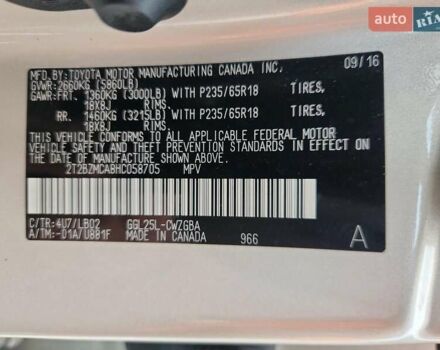 auto RIA
MFD. BY:TOYOTA MOTOR MANUFACTURING CANADA INC. 09/16
GVWR: 2660KG (5860LB)
GAWR:FRT. 1360KG (3000LB) WITH P235/65R18 TIRES,
18X8J RIMS,
RR. 1460KG (3215LB) WITH P235/65R18 TIRES,
18X8J RIMS.
THIS VEHICLE CONFORMS TO ALL APPLICABLE FEDERAL MOTOR
VEHICLE SAFETY AND THEFT PREVENTION STANDARDS IN EFFECT ON
THE DATE OF MANUFACTURE SHOWN ABOVE.
2T2BZMCA8HC058705 MPV
C/TR:4U7/LB02 GGL25L-CWZGBA
A/TM:-01A/U881F MADE IN CANADA 966 A